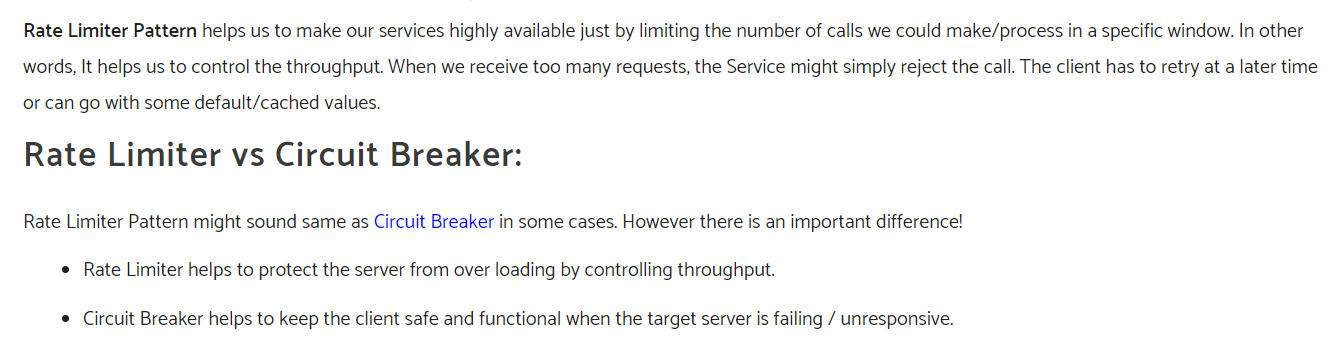 Rate Limiter Pattern helps us to make our services highly available just by limiting the number of calls we could make/process in a specific window. In other
words, It helps us to control the throughput. When we receive too many requests, the Service might simply reject the call. The client has to retry at a later time
or can go with some default/cached values.
Rate Limiter vs Circuit Breaker:
Rate Limiter Pattern might sound same as Circuit Breaker in some cases. However there is an important difference!
• Rate Limiter helps to protect the server from over loading by controlling throughput.
• Circuit Breaker helps to keep the client safe and functional when the target server is failing / unresponsive.